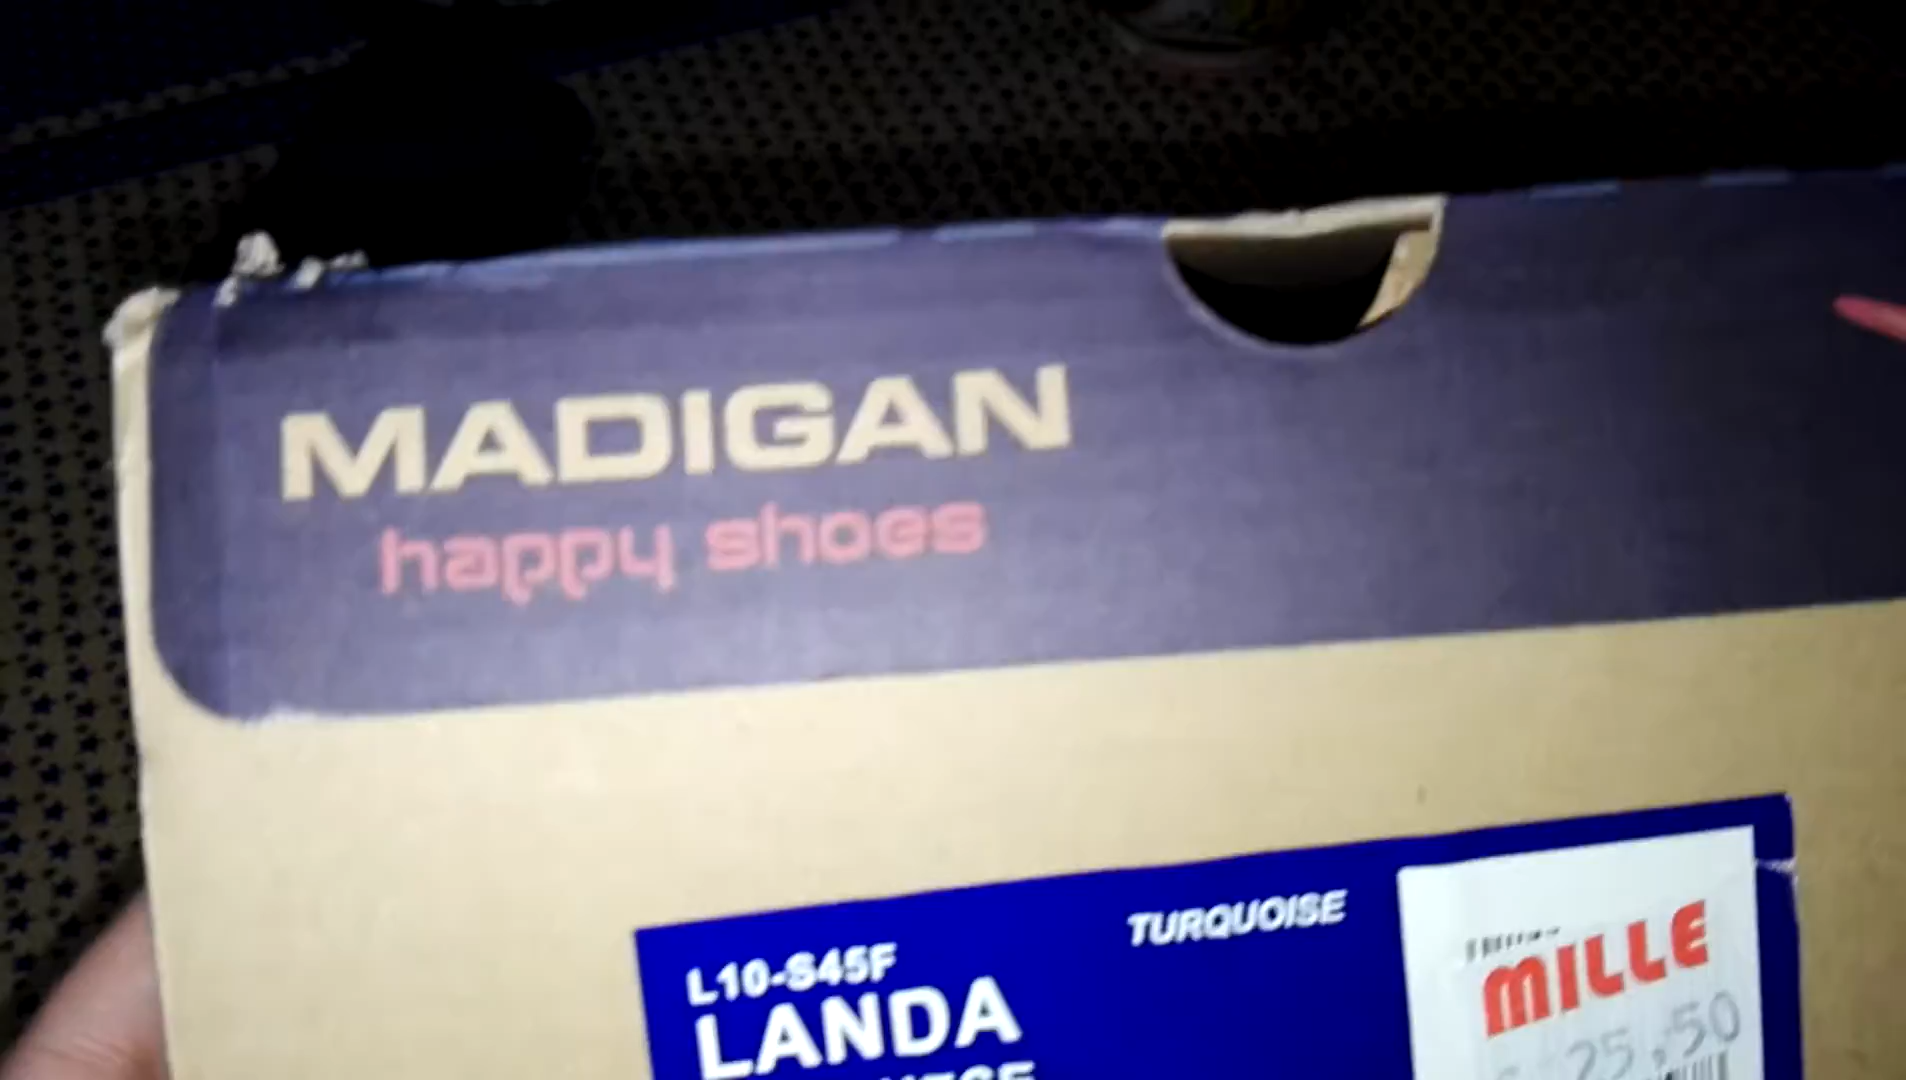 MADIGAN
happy shoes
TURQUOISE
L10-S45F
LANDA
MILLE
25,50